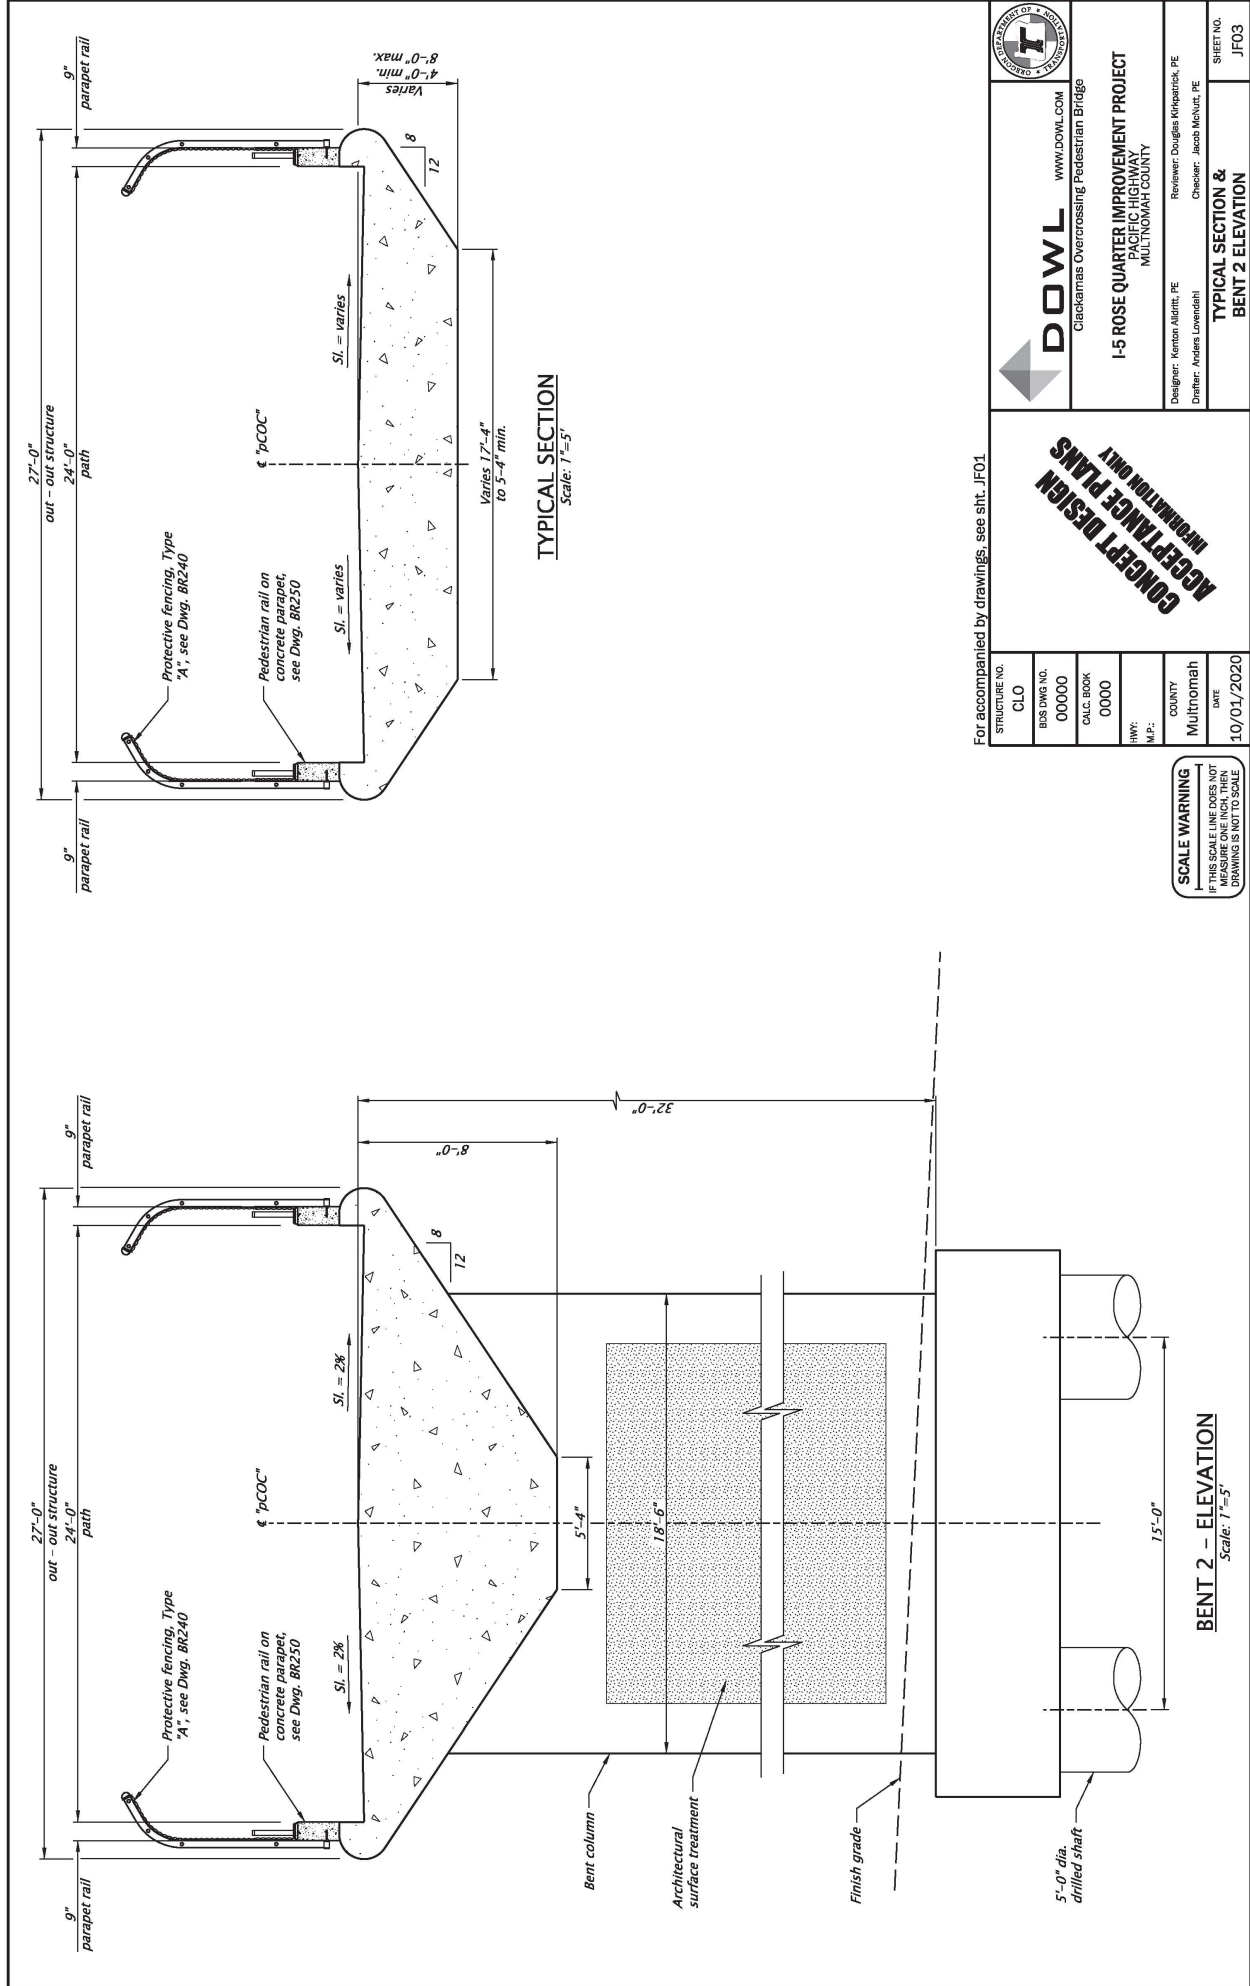 27'-0"
out - out structure
24'-0"
path
9"
parapet rail
9"
parapet rail
Protective fencing, Type
"A", see Dwg. BR240
Pedestrian rail on
concrete parapet,
see Dwg. BR250
℄ "pCOC"
Sl. = 2%
Sl. = 2%
8
12
8'-0"
32'-0"
5'-4"
18'-6"
Bent column
Architectural
surface treatment
Finish grade
5'-0" dia.
drilled shaft
15'-0"
BENT 2 - ELEVATION
Scale: 1"=5'
27'-0"
out - out structure
24'-0"
path
9"
parapet rail
9"
parapet rail
Protective fencing, Type
"A", see Dwg. BR240
Pedestrian rail on
concrete parapet,
see Dwg. BR250
℄ "pCOC"
Sl. = varies
Sl. = varies
8
12
Varies
4'-0" min.
8'-0" max.
Varies 17'-4"
to 5-4" min.
TYPICAL SECTION
Scale: 1"=5'
SCALE WARNING
IF THIS SCALE LINE DOES NOT
MEASURE ONE INCH, THEN
DRAWING IS NOT TO SCALE
For accompanied by drawings, see sht. JF01
STRUCTURE NO.
CLO
BDS DWG NO.
00000
CALC. BOOK
0000
HWY:
M.P.:
COUNTY
Multnomah
DATE
10/01/2020
CONCEPT DESIGN
ACCEPTANCE PLANS
INFORMATION ONLY
DOWL
WWW.DOWL.COM
OREGON DEPARTMENT OF TRANSPORTATION
Clackamas Overcrossing Pedestrian Bridge
I-5 ROSE QUARTER IMPROVEMENT PROJECT
PACIFIC HIGHWAY
MULTNOMAH COUNTY
Designer: Kenton Alldritt, PE
Reviewer: Douglas Kirkpatrick, PE
Drafter: Anders Lovendahl
Checker: Jacob McNutt, PE
TYPICAL SECTION &
BENT 2 ELEVATION
SHEET NO.
JF03